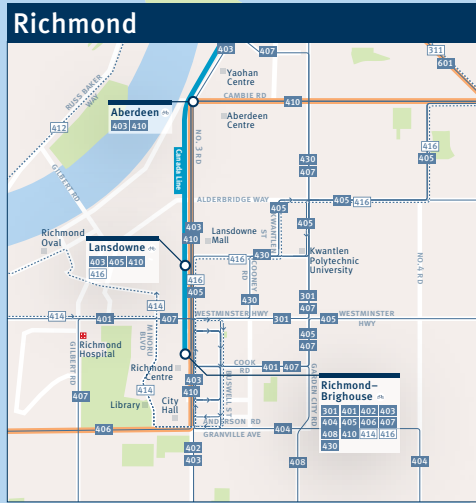 Richmond
403
407
311
601
Yaohan
Centre
RUSS BAKER
WAY
CAMBIE RD
410
Aberdeen
403 410
Aberdeen
Centre
412
NO. 3 RD
Canada Line
GILBERT RD
430
407
416
405
ALDERBRIDGE WAY
405 416
405
KWANTLEN
ST
405
403
410
Richmond
Oval
Lansdowne
403 405 410
416
Lansdowne
Mall
416
430
COONEY
RD
430
Kwantlen
Polytechnic
University
NO. 4 RD
416
405
414
414
401
407
WESTMINSTER HWY
301
301
407
405
WESTMINSTER
HWY
405
407
Richmond
Hospital
MINORU
BLVD
GILBERT RD
407
Richmond
Centre
414
COOK
RD
401 407
403
410
BUSWELL ST
GARDEN CITY RD
Library
City
Hall
Richmond–
Brighouse
301 401 402 403
404 405 406 407
408 410 414 416
430
406
ANDERSON RD
GRANVILLE AVE
404
402
403
408
404